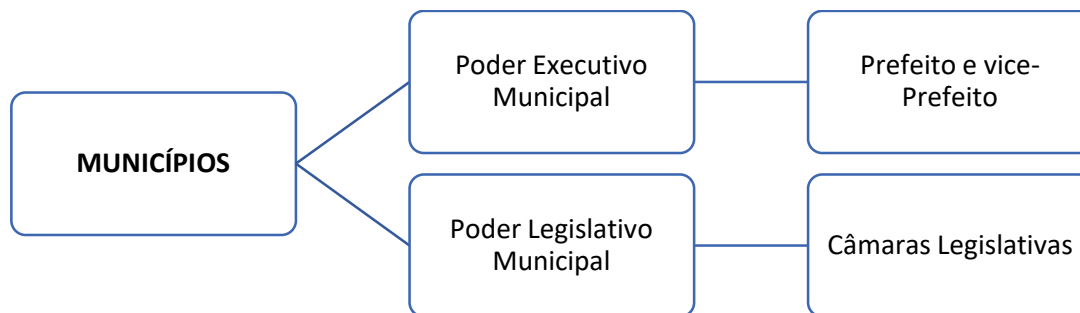 MUNICÍPIOS
Poder Executivo
Municipal
Prefeito e vice-
Prefeito
Poder Legislativo
Municipal
Câmaras Legislativas